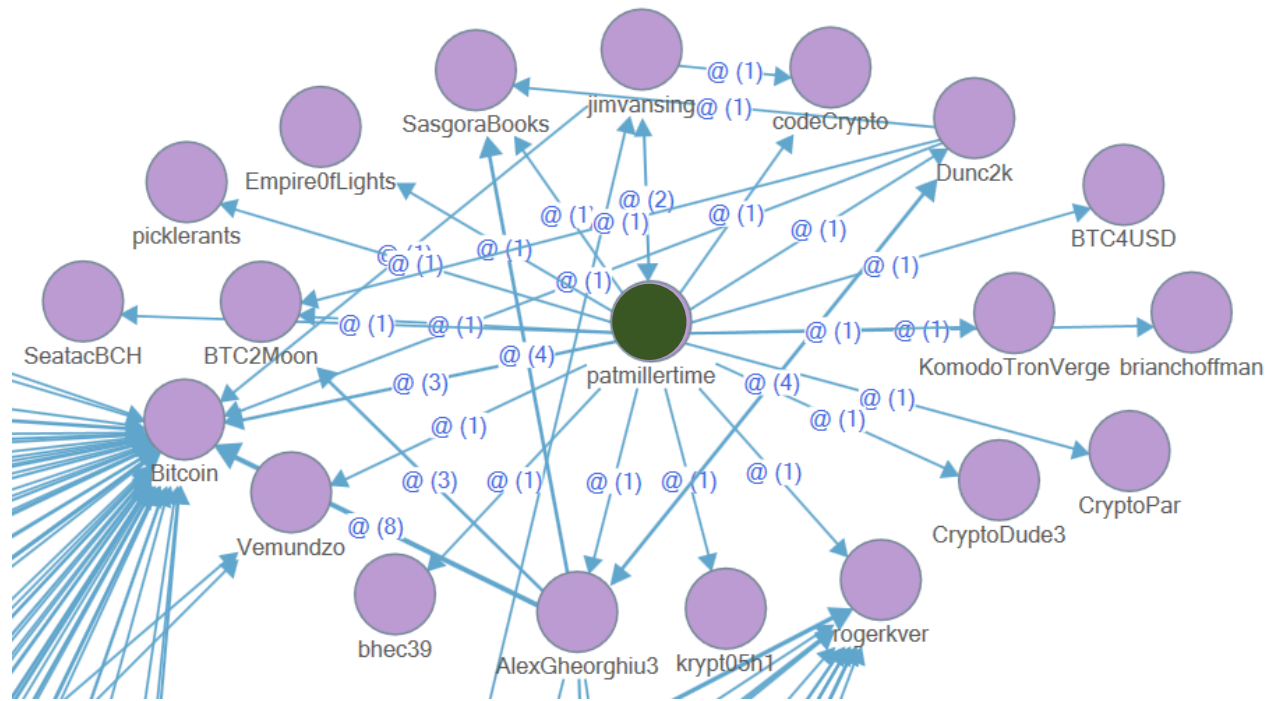 @ (1)
jimvansing
@ (1)
SasgoraBooks
codeCrypto
Dunc2k
Empire0fLights
@ (2)
@ (1)
@ (1)
@ (1)
@ (1)
picklerants
BTC4USD
@ (1)
@ (1)
@ (1)
@ (1)
@ (1)
SeatacBCH
BTC2Moon
@ (1)
@ (1)
@ (1)
@ (1)
KomodoTronVerge
brianchoffman
@ (4)
patmillertime
@ (3)
@ (4)
@ (1)
@ (1)
@ (1)
Bitcoin
@ (3)
@ (1)
@ (1)
@ (1)
@ (1)
CryptoPar
@ (8)
Vemundzo
CryptoDude3
bhec39
AlexGheorghiu3
krypt05h1
rogerkver